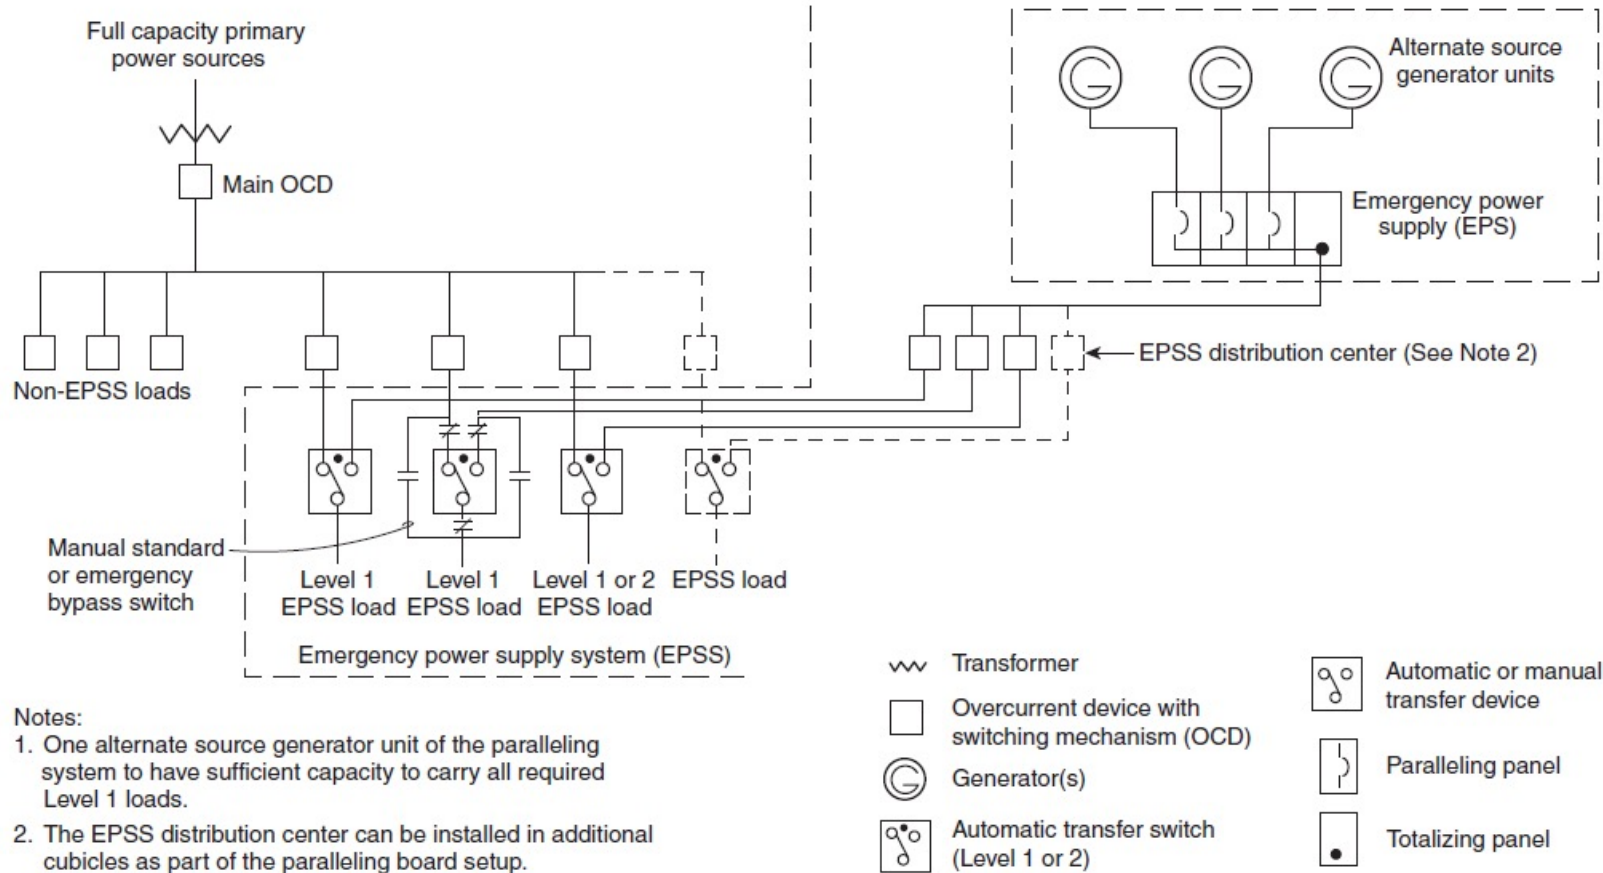 Full capacity primary
power sources
Main OCD
Alternate source
generator units
Emergency power
supply (EPS)
EPSS distribution center (See Note 2)
Non-EPSS loads
Manual standard
or emergency
bypass switch
Level 1
EPSS load
Level 1
EPSS load
Level 1 or 2
EPSS load
EPSS load
Emergency power supply system (EPSS)
Notes:
1. One alternate source generator unit of the paralleling
system to have sufficient capacity to carry all required
Level 1 loads.
2. The EPSS distribution center can be installed in additional
cubicles as part of the paralleling board setup.
Transformer
Overcurrent device with
switching mechanism (OCD)
Generator(s)
Automatic transfer switch
(Level 1 or 2)
Automatic or manual
transfer device
Paralleling panel
Totalizing panel